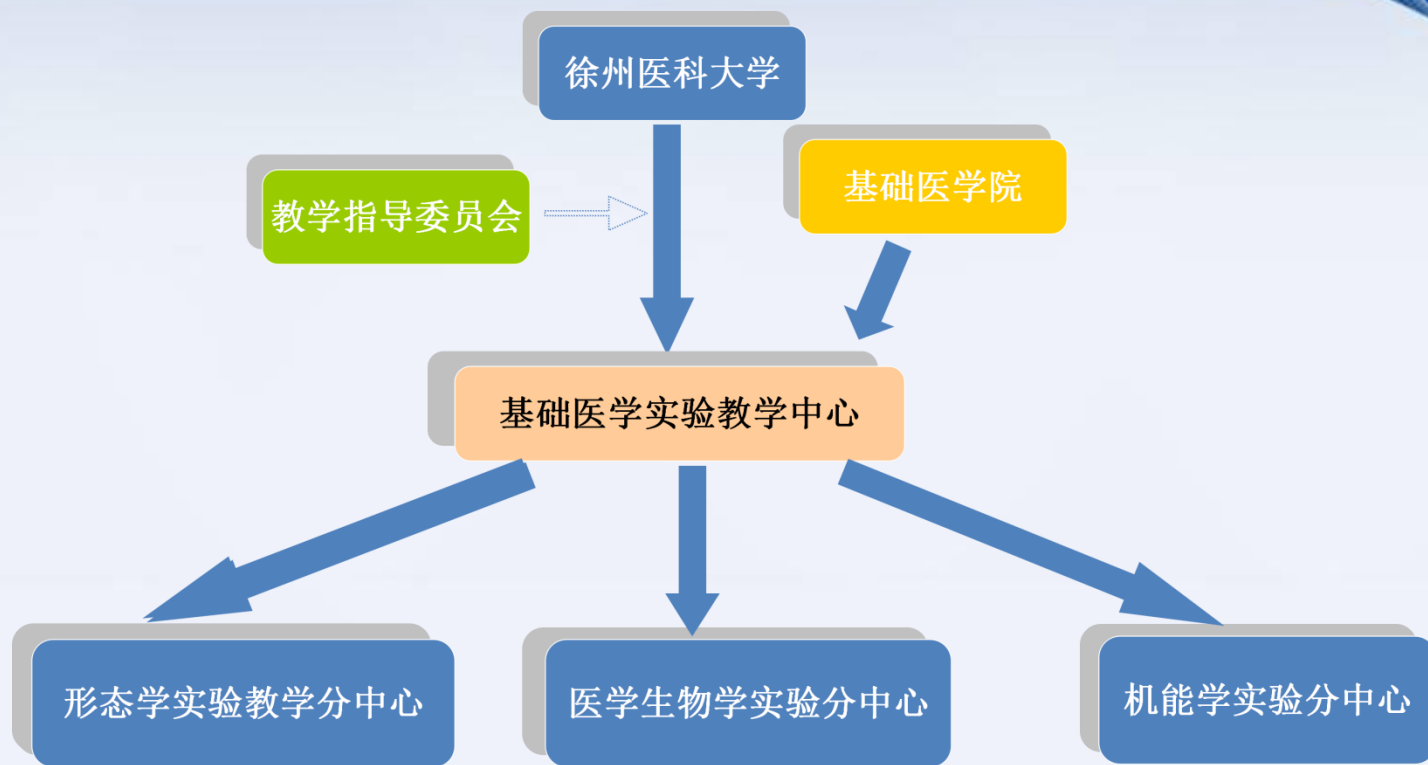 徐州医科大学
基础医学院
教学指导委员会
基础医学实验教学中心
形态学实验教学分中心
医学生物学实验分中心
机能学实验分中心